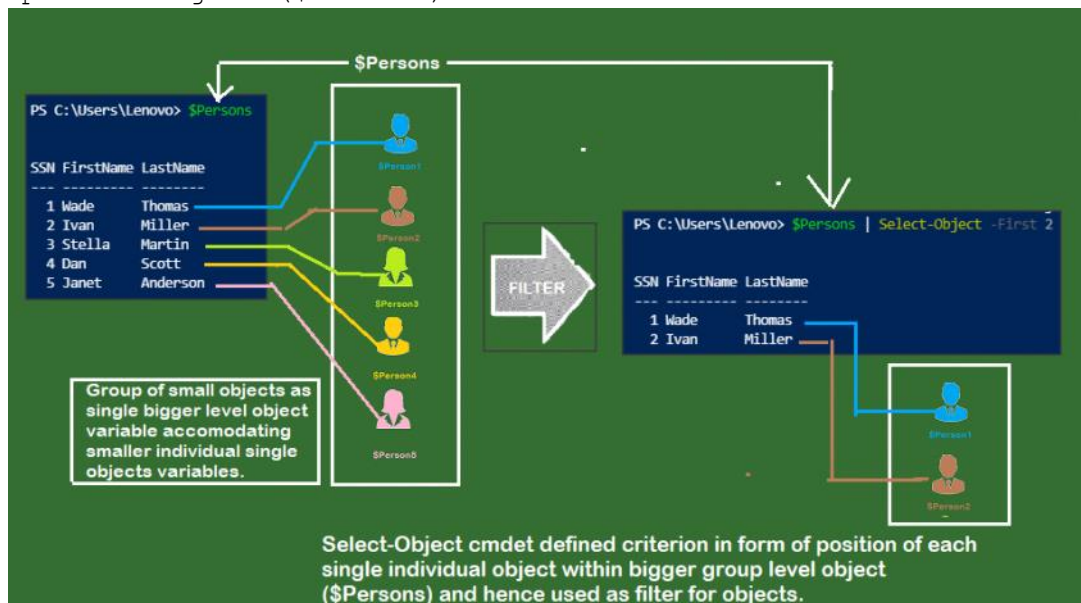 $Persons
PS C:\Users\Lenovo> $Persons
SSN FirstName LastName
--- --------- --------
1 Wade Thomas
2 Ivan Miller
3 Stella Martin
4 Dan Scott
5 Janet Anderson
$Person1
$Person2
$Person3
$Person4
$Person5
Group of small objects as
single bigger level object
variable accomodating
smaller individual single
objects variables.
FILTER
PS C:\Users\Lenovo> $Persons | Select-Object -First 2
SSN FirstName LastName
--- --------- --------
1 Wade Thomas
2 Ivan Miller
$Person1
$Person2
Select-Object cmdet defined criterion in form of position of each
single individual object within bigger group level object
($Persons) and hence used as filter for objects.